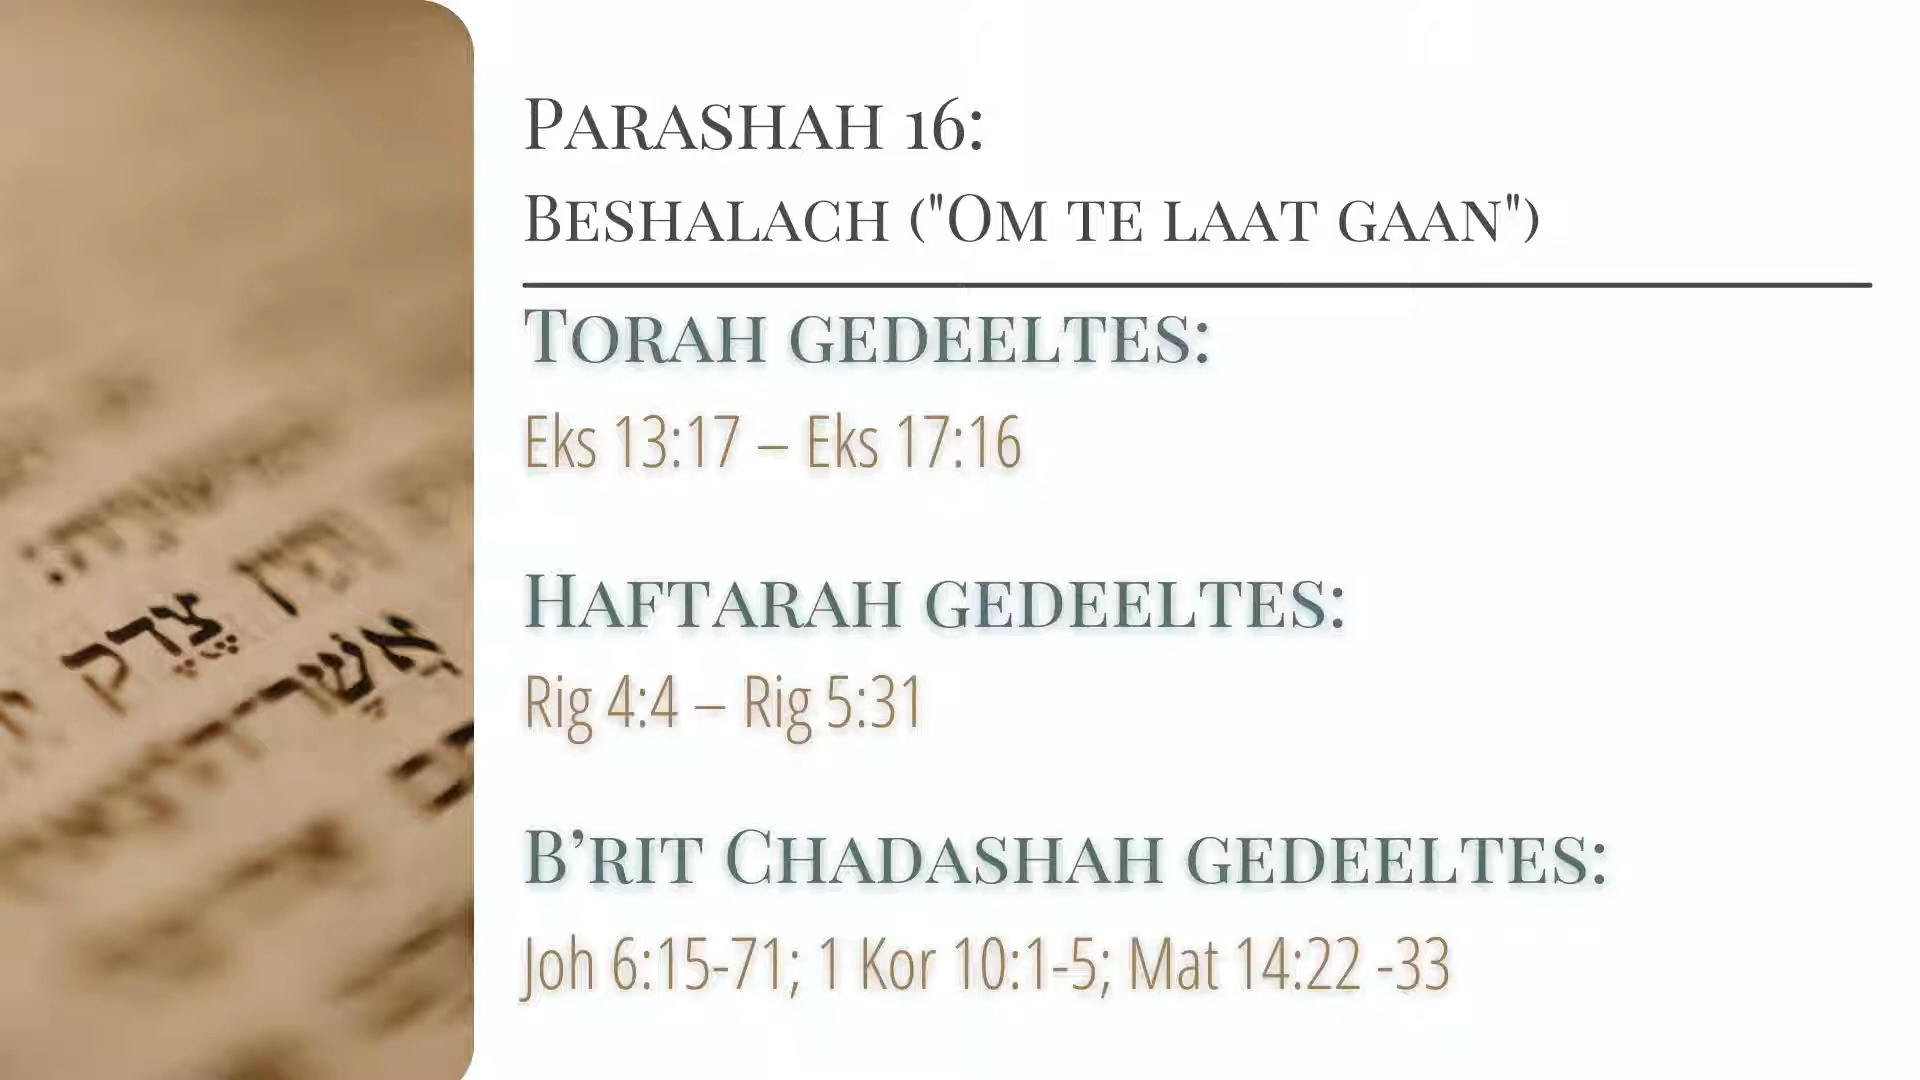 Parashah 16:
Beshalach ("Om te laat gaan")
Torah gedeeltes:
Eks 13:17 – Eks 17:16
Haftarah gedeeltes:
Rig 4:4 – Rig 5:31
B’rit Chadashah gedeeltes:
Joh 6:15-71; 1 Kor 10:1-5; Mat 14:22 -33
צֶדֶק
אֲשֶׁר